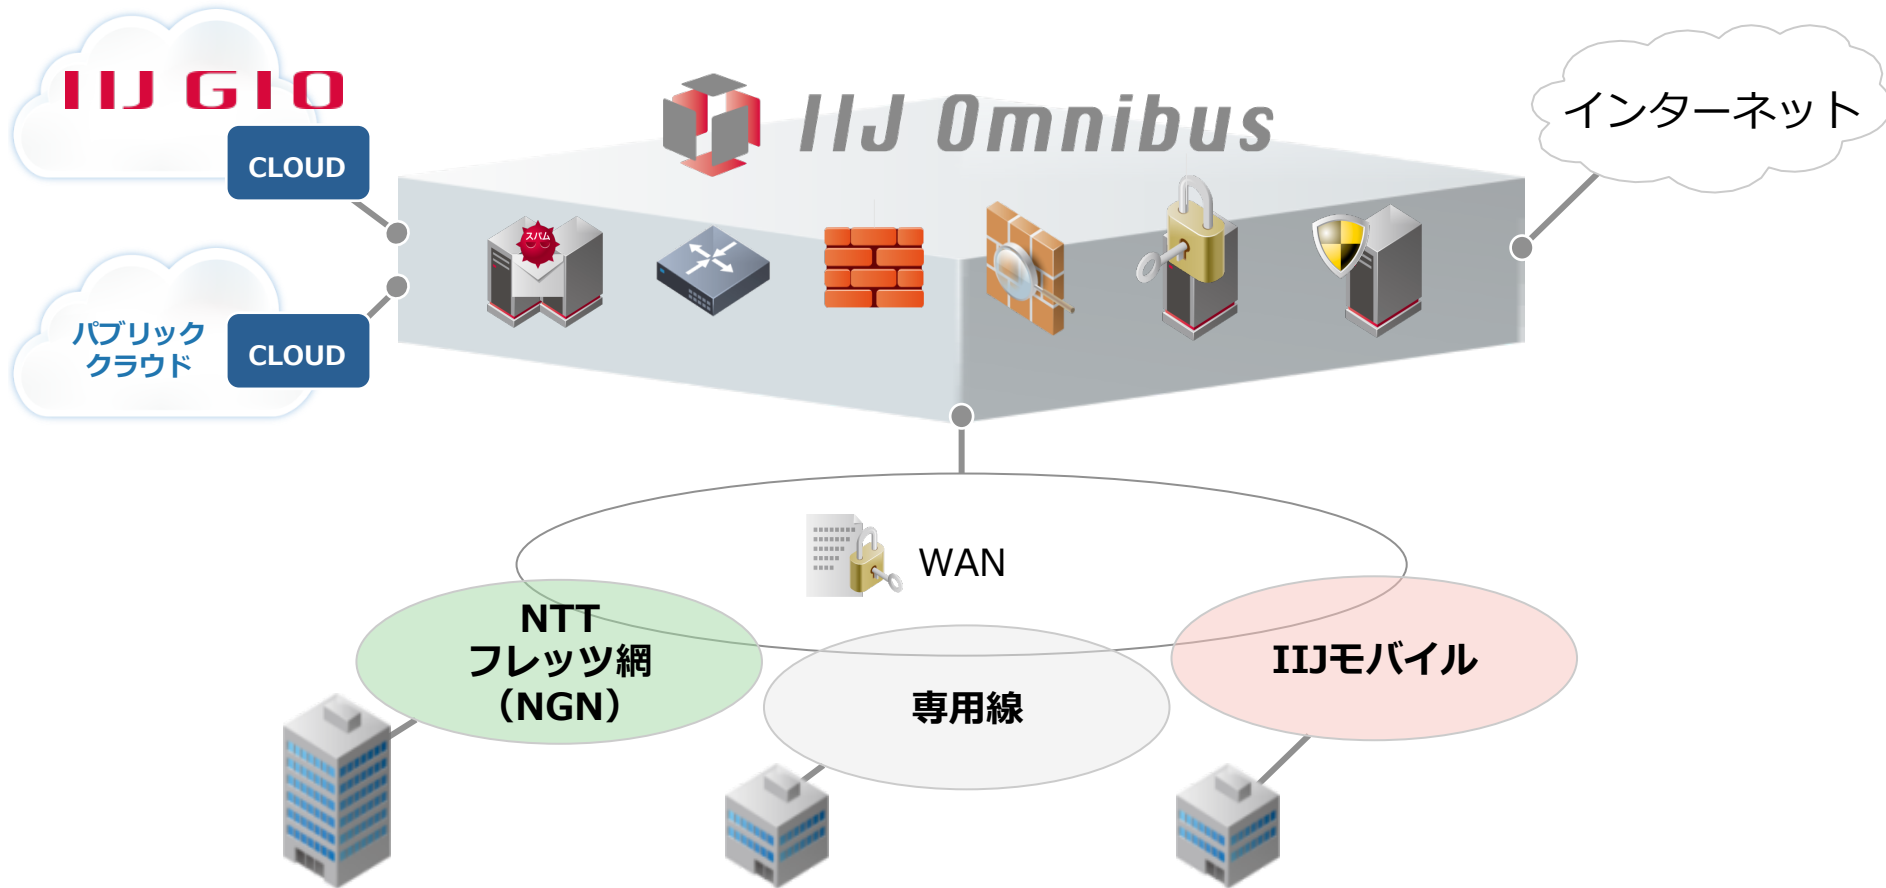 IIJ GIO
CLOUD
IIJ Omnibus
インターネット
スパム
パブリック
クラウド
CLOUD
WAN
NTT
フレッツ網
（NGN）
専用線
IIJモバイル